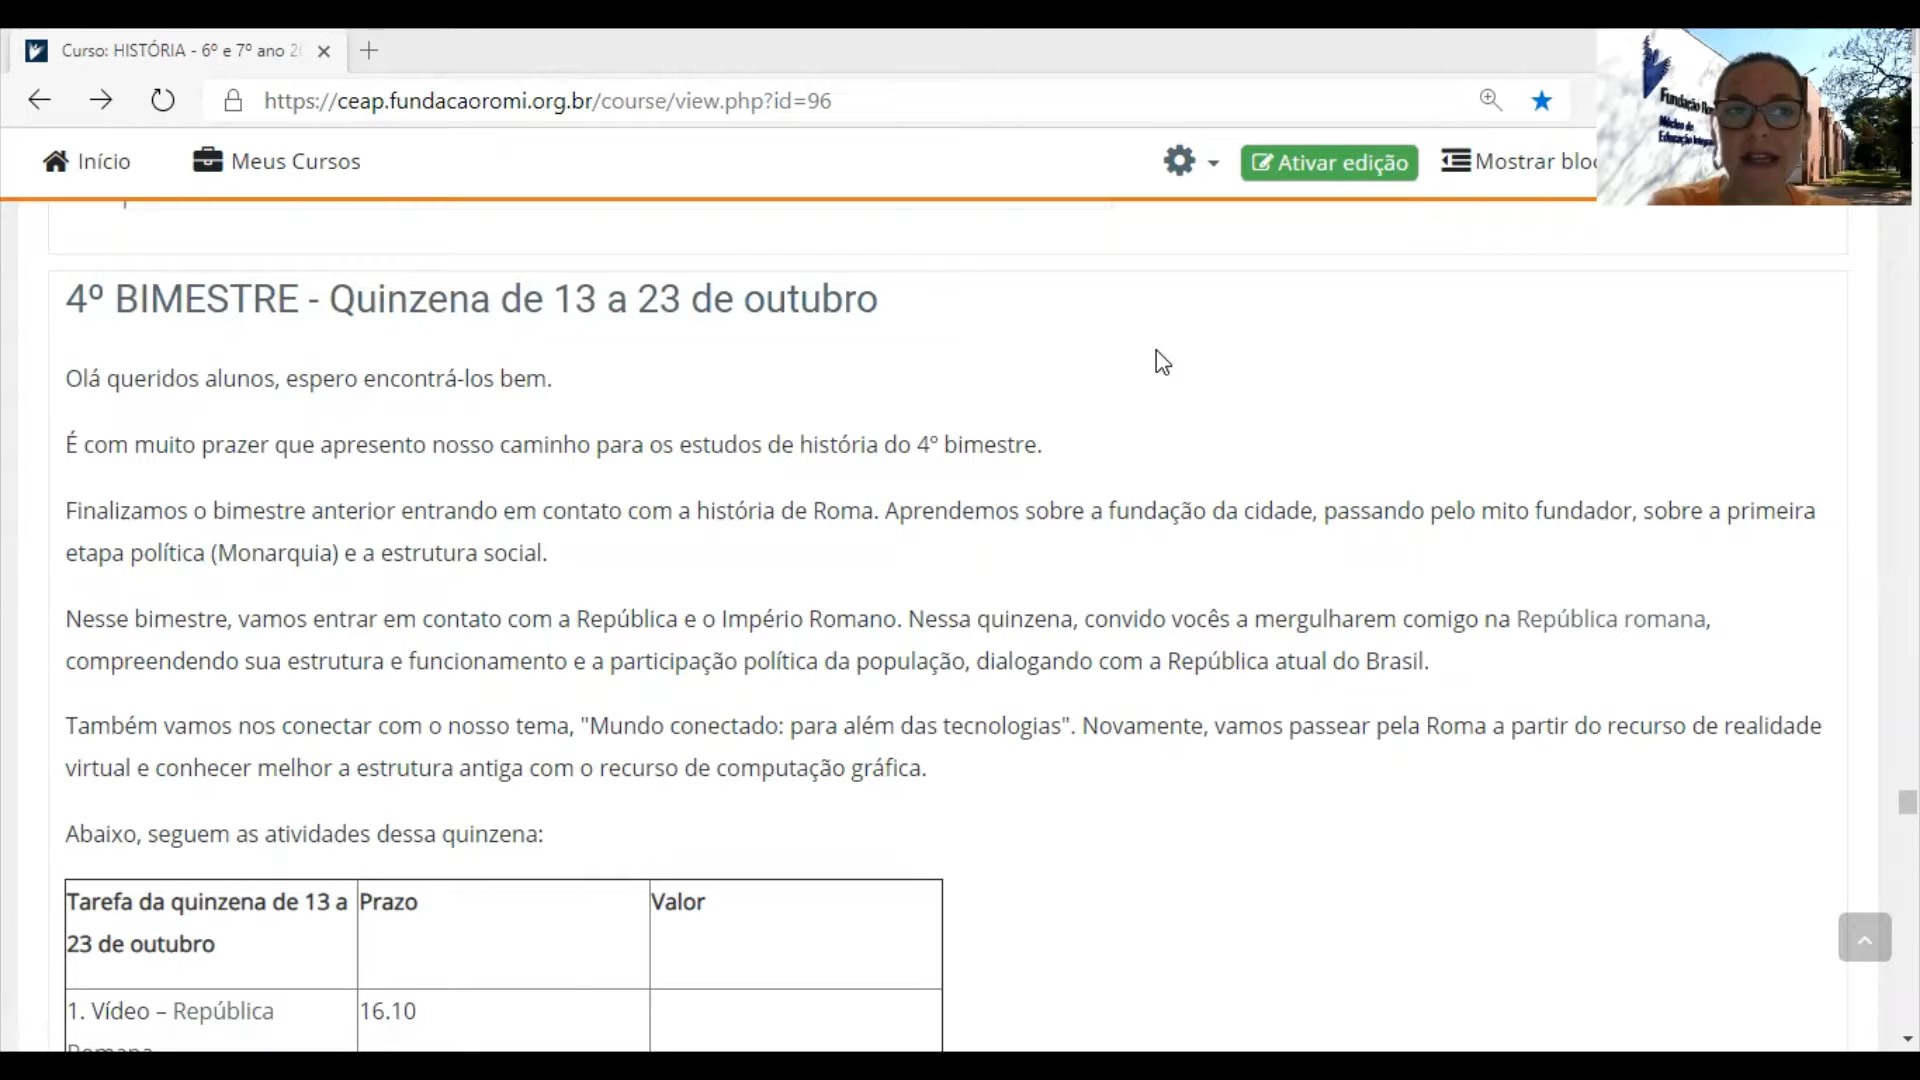 Curso: HISTÓRIA - 6º e 7º ano 2
https://ceap.fundacaoromi.org.br/course/view.php?id=96
Início
Meus Cursos
Ativar edição
Mostrar bloc
Fundação
Núcleo de
Educação
4º BIMESTRE - Quinzena de 13 a 23 de outubro
Olá queridos alunos, espero encontrá-los bem.
É com muito prazer que apresento nosso caminho para os estudos de história do 4º bimestre.
Finalizamos o bimestre anterior entrando em contato com a história de Roma. Aprendemos sobre a fundação da cidade, passando pelo mito fundador, sobre a primeira
etapa política (Monarquia) e a estrutura social.
Nesse bimestre, vamos entrar em contato com a República e o Império Romano. Nessa quinzena, convido vocês a mergulharem comigo na República romana,
compreendendo sua estrutura e funcionamento e a participação política da população, dialogando com a República atual do Brasil.
Também vamos nos conectar com o nosso tema, "Mundo conectado: para além das tecnologias". Novamente, vamos passear pela Roma a partir do recurso de realidade
virtual e conhecer melhor a estrutura antiga com o recurso de computação gráfica.
Abaixo, seguem as atividades dessa quinzena:
Tarefa da quinzena de 13 a
23 de outubro
Prazo
Valor
1. Vídeo – República
Romana
16.10